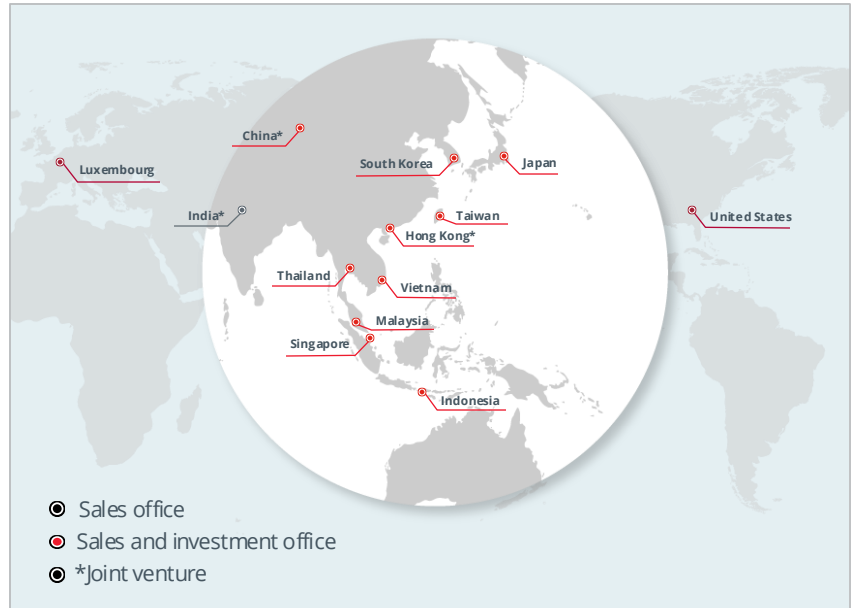 China*
South Korea
Japan
Luxembourg
India*
Taiwan
United States
Hong Kong*
Thailand
Vietnam
Malaysia
Singapore
Indonesia
Sales office
Sales and investment office
*Joint venture